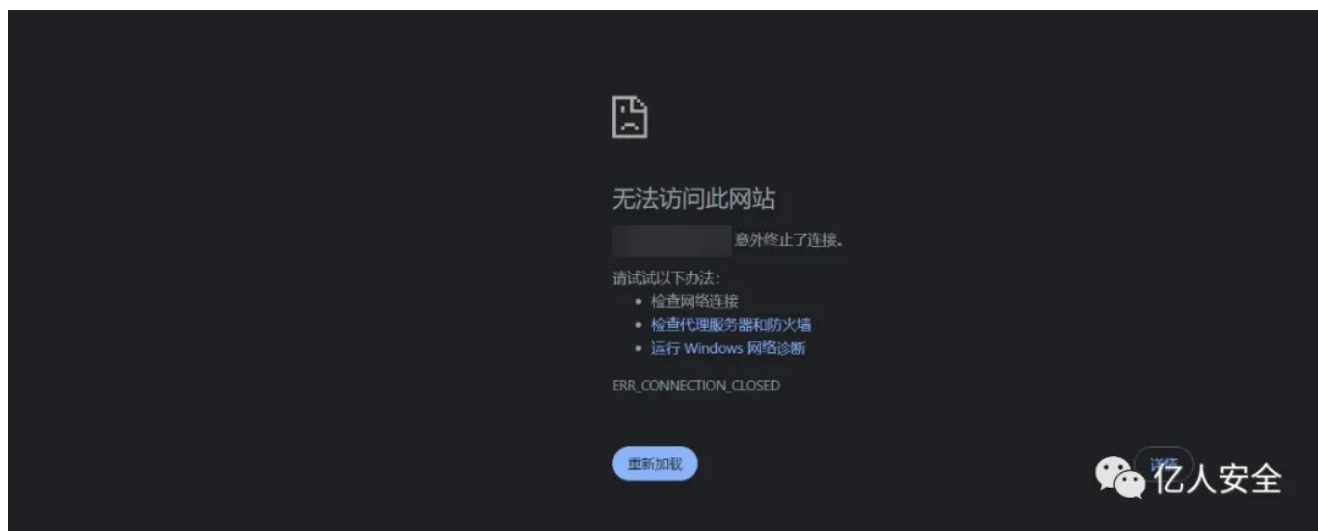 无法访问此网站
意外终止了连接。
请试试以下办法：
检查网络连接
检查代理服务器和防火墙
运行 Windows 网络诊断
ERR_CONNECTION_CLOSED
重新加载
详情
亿人安全